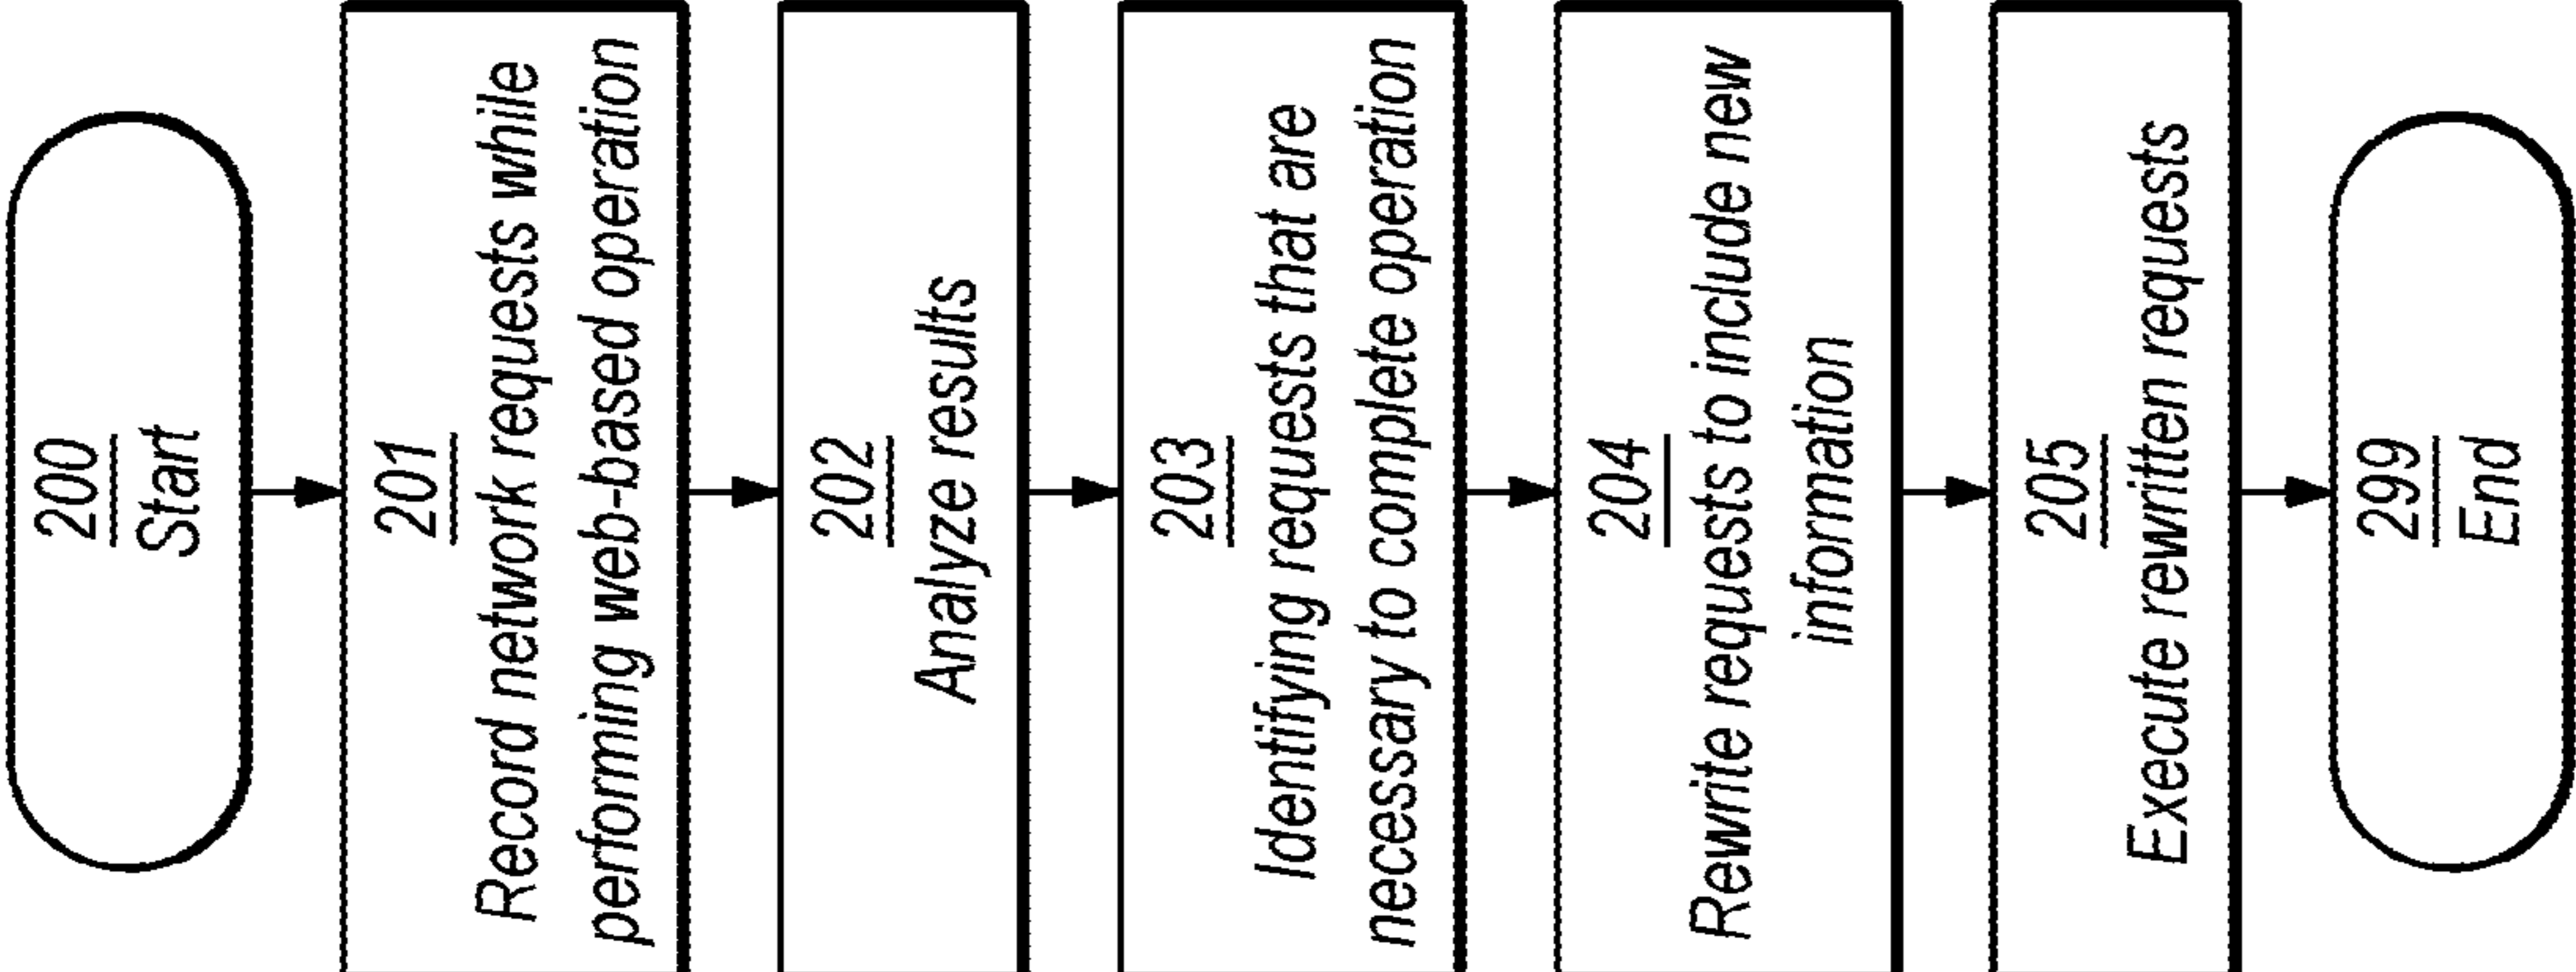 200
Start
201
Record network requests while
performing web-based operation
202
Analyze results
203
Identifying requests that are
necessary to complete operation
204
Rewrite requests to include new
information
205
Execute rewritten requests
299
End